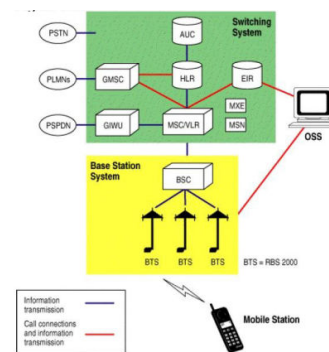 Switching
System
PSTN
AUC
PLMNs
GMSC
HLR
EIR
MXE
PSPDN
GIWU
MSC/VLR
MSN
OSS
Base Station
System
BSC
BTS
BTS
BTS
BTS = RBS 2000
Information
transmission
Call connections
and information
transmission
Mobile Station